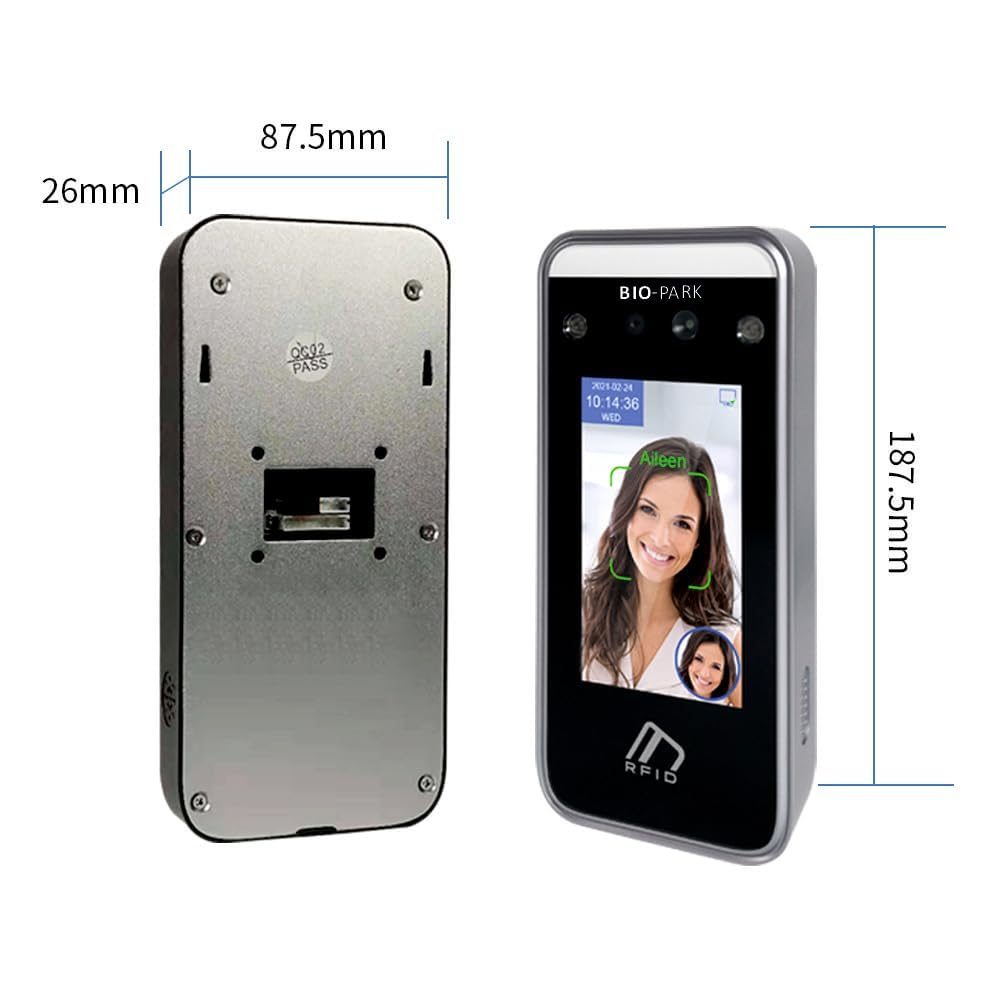 87.5mm
26mm
QC02
PASS
BIO-PARK
2021-02-24
10:14:36
WED
Aileen
187.5mm
RFID